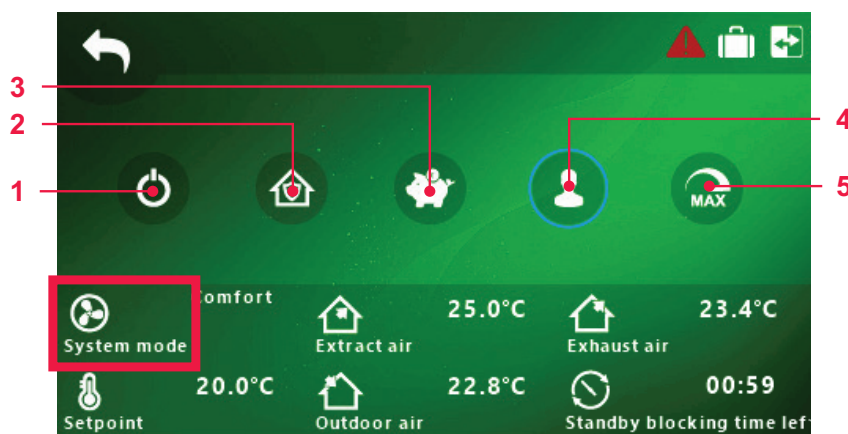 3
2
4
1
5
MAX
Comfort
25.0°C
23.4°C
System mode
Extract air
Exhaust air
20.0°C
22.8°C
00:59
Setpoint
Outdoor air
Standby blocking time lef